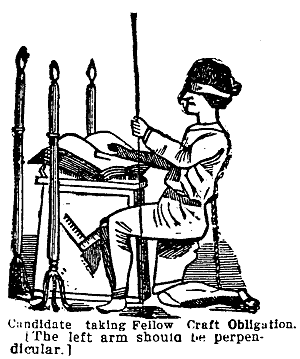 Candidate taking Fellow Craft Obligation.
[The left arm should be perpen-
dicular.]